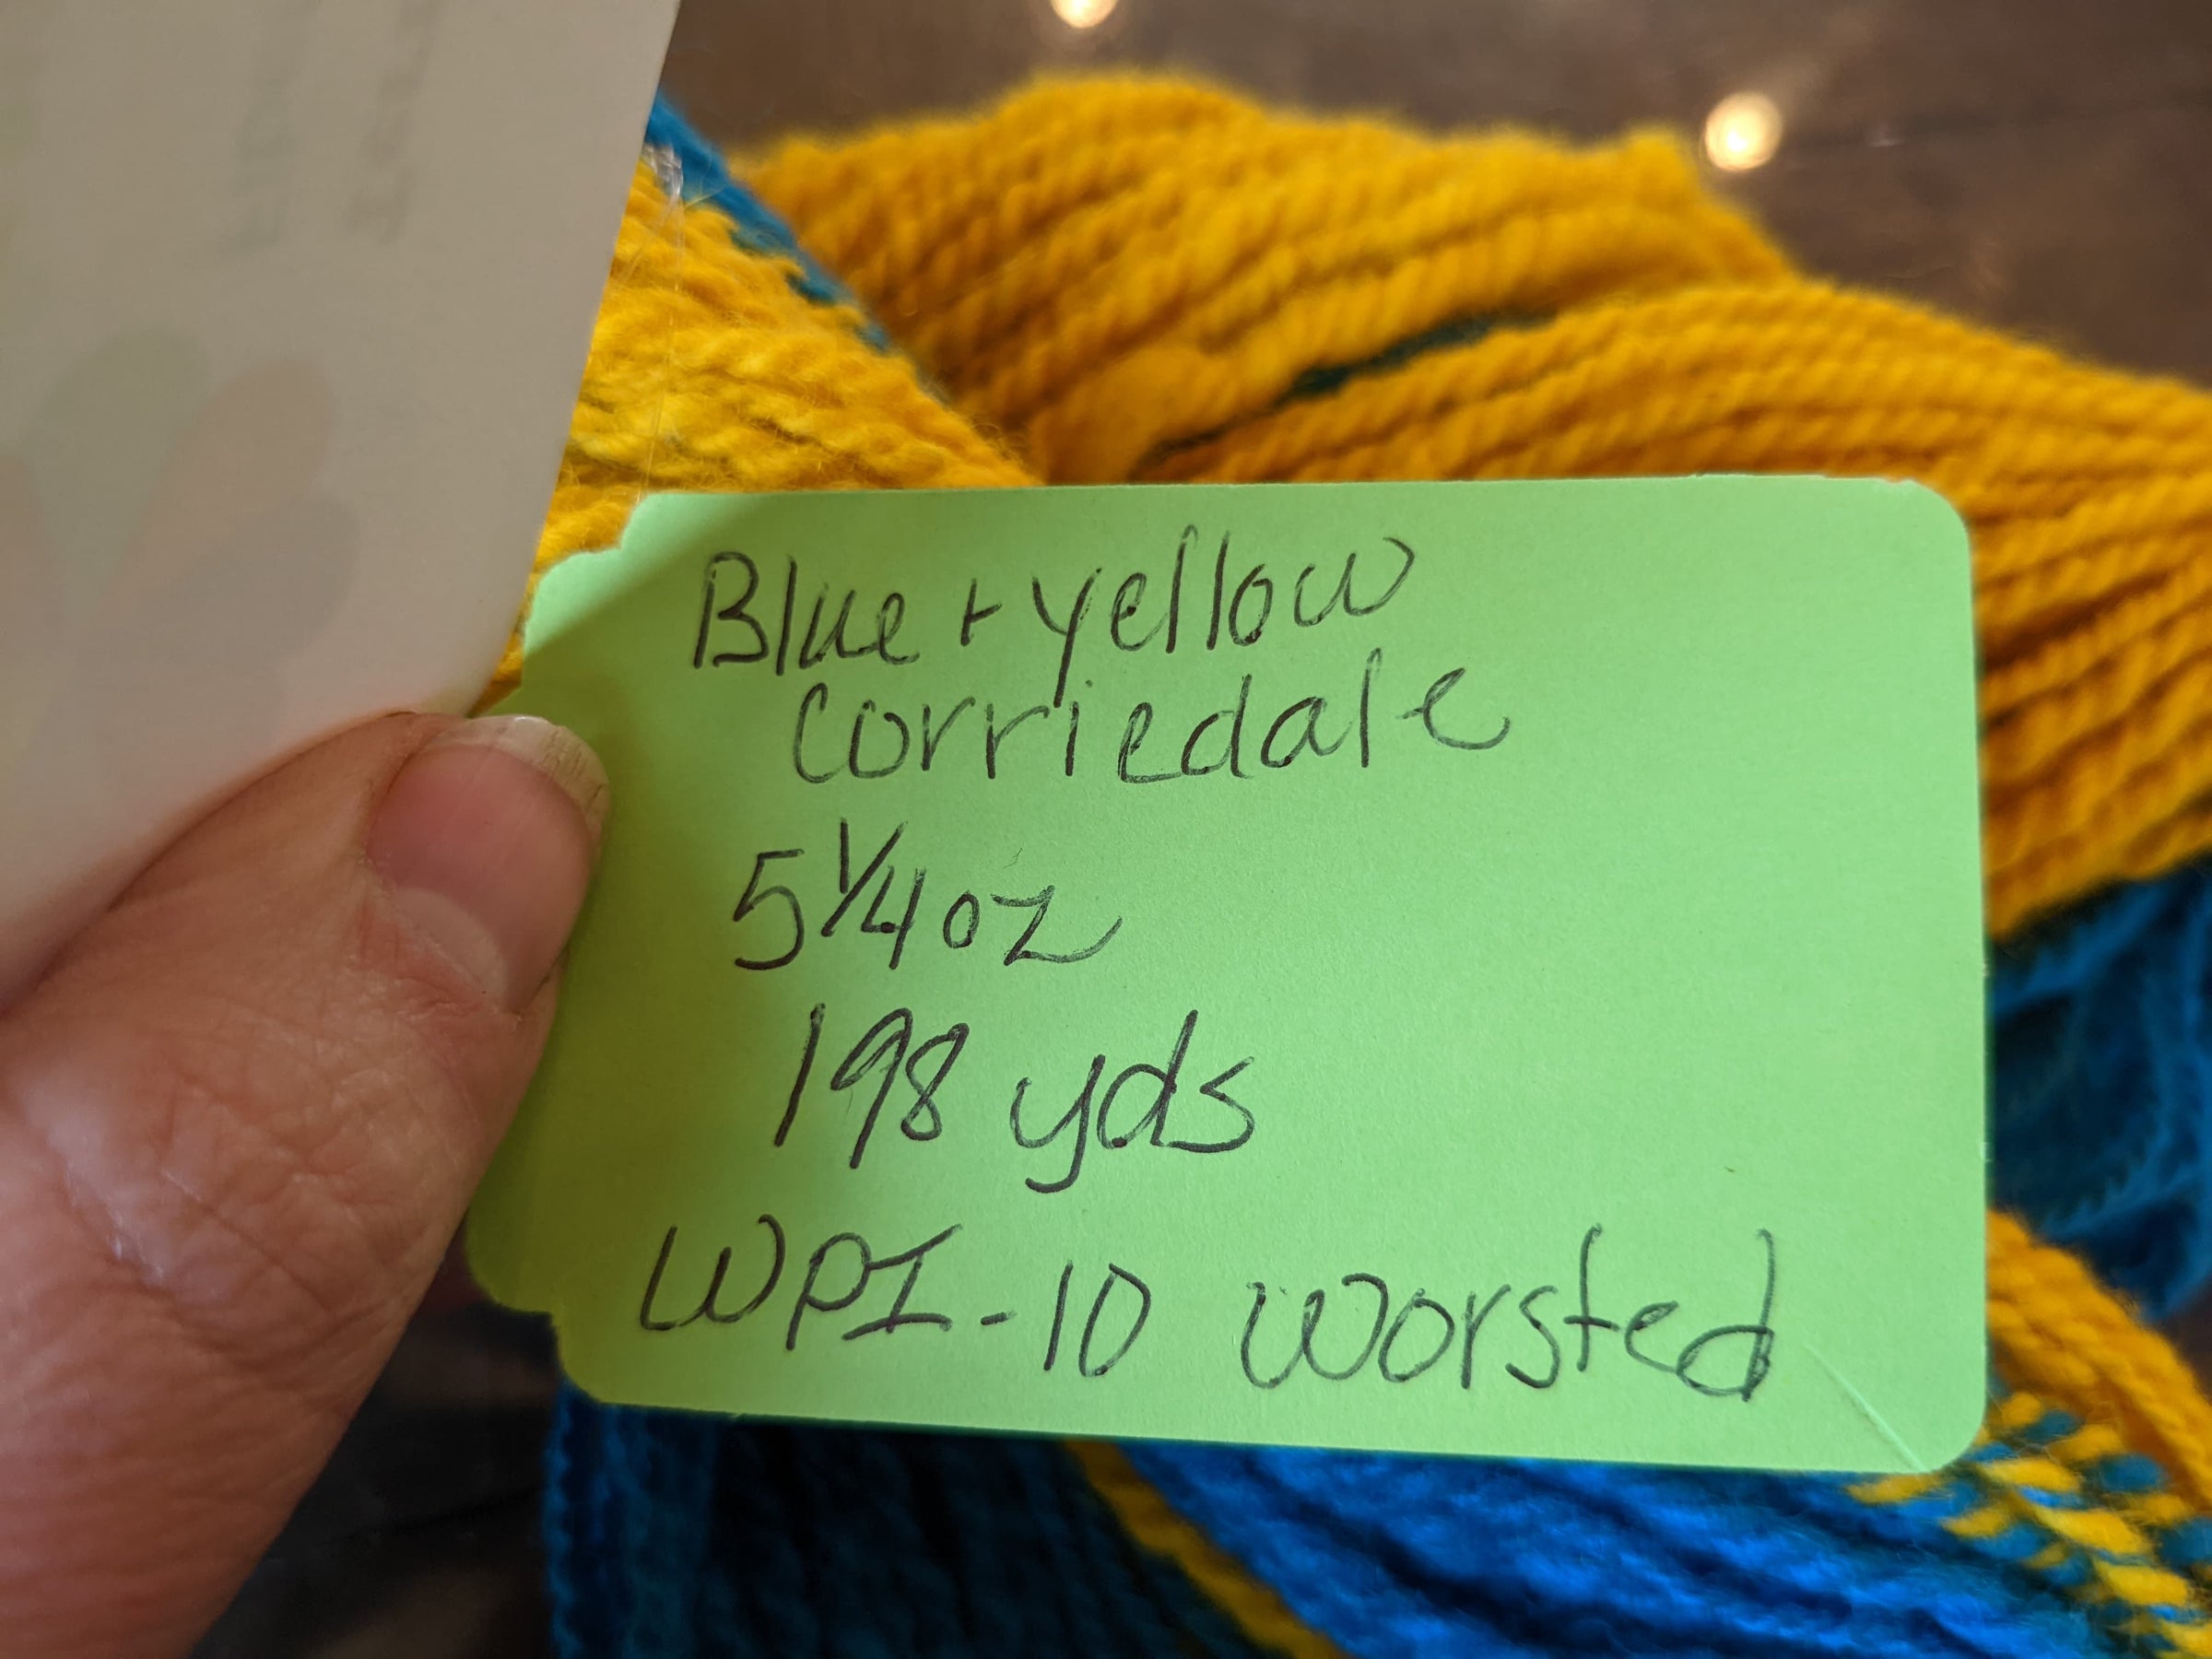 Blue + yellow
Corriedale
5 1/4 oz
198 yds
WPI - 10 Worsted